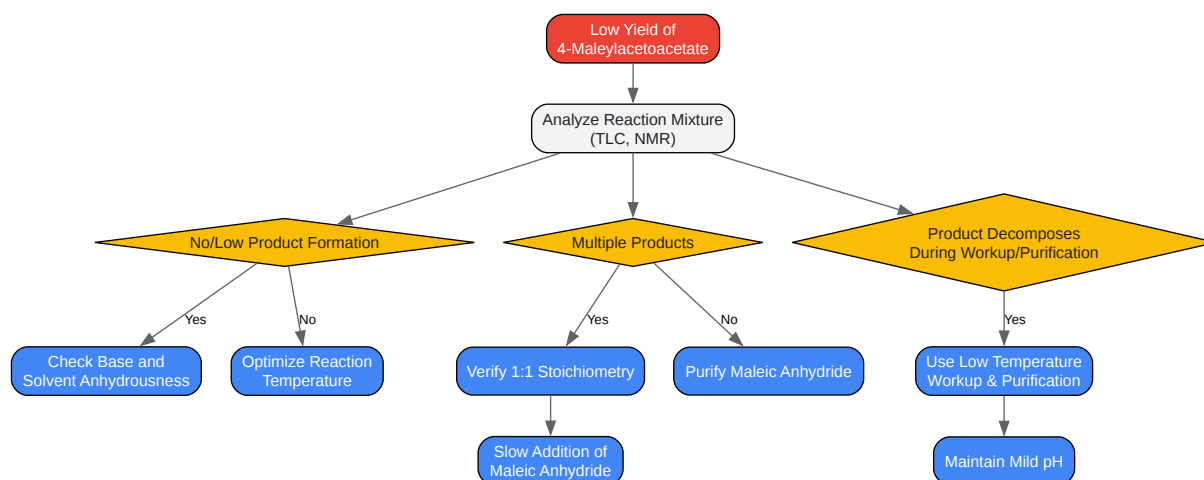 Low Yield of
4-Maleylacetoacetate
Analyze Reaction Mixture
(TLC, NMR)
No/Low Product Formation
Multiple Products
Product Decomposes
During Workup/Purification
Yes
No
Yes
No
Yes
Check Base and
Solvent Anhydrousness
Optimize Reaction
Temperature
Verify 1:1 Stoichiometry
Purify Maleic Anhydride
Use Low Temperature
Workup & Purification
Slow Addition of
Maleic Anhydride
Maintain Mild pH